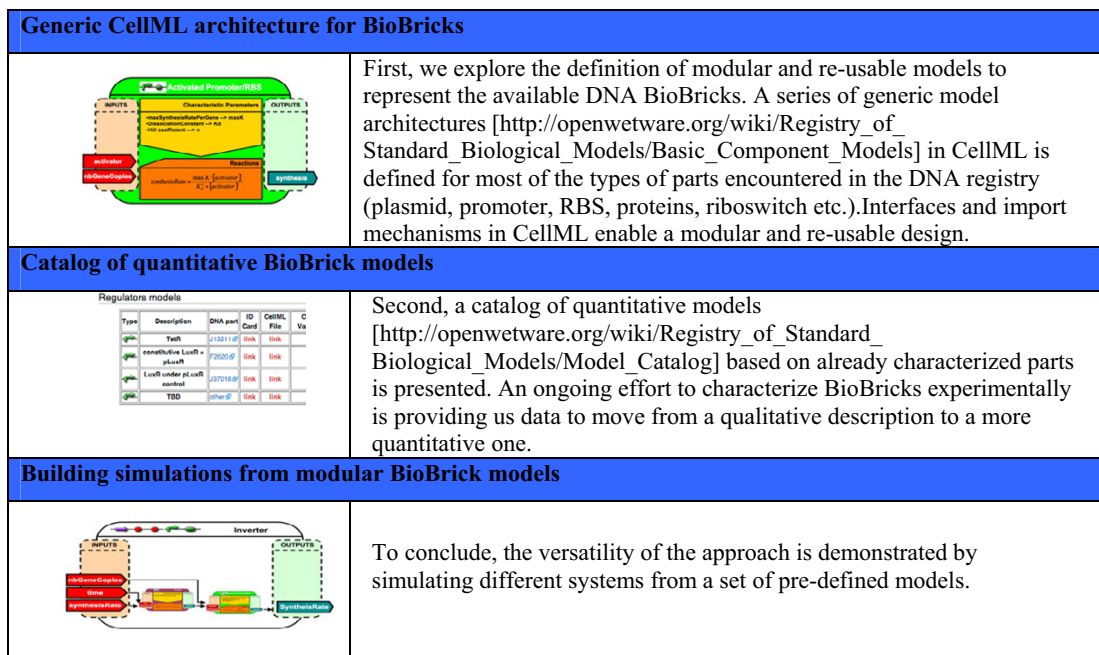 Generic CellML architecture for BioBricks
Activated Promoter/RBS
INPUTS
Characteristic Parameters
OUTPUTS
•maxSynthesisRatePerGene --> maxK
•DissociationConstant --> Kd
•Hill coefficient --> n
activator
nbGeneCopies
Reactions
synthesis
First, we explore the definition of modular and re-usable models to
represent the available DNA BioBricks. A series of generic model
architectures [http://openwetware.org/wiki/Registry_of_
Standard_Biological_Models/Basic_Component_Models] in CellML is
defined for most of the types of parts encountered in the DNA registry
(plasmid, promoter, RBS, proteins, riboswitch etc.).Interfaces and import
mechanisms in CellML enable a modular and re-usable design.
Catalog of quantitative BioBrick models
Regulators models
Type Description DNA part ID Card CellML File C Va
TetR J13211 link link
constitutive LuxR + pLuxR F2620 link link
LuxR under pLuxR control J37016 link link
TBD other link link
Second, a catalog of quantitative models
[http://openwetware.org/wiki/Registry_of_Standard_
Biological_Models/Model_Catalog] based on already characterized parts
is presented. An ongoing effort to characterize BioBricks experimentally
is providing us data to move from a qualitative description to a more
quantitative one.
Building simulations from modular BioBrick models
Inverter
INPUTS
OUTPUTS
nbrGeneCopies
time
synthesisRate
SyntheisRate
To conclude, the versatility of the approach is demonstrated by
simulating different systems from a set of pre-defined models.